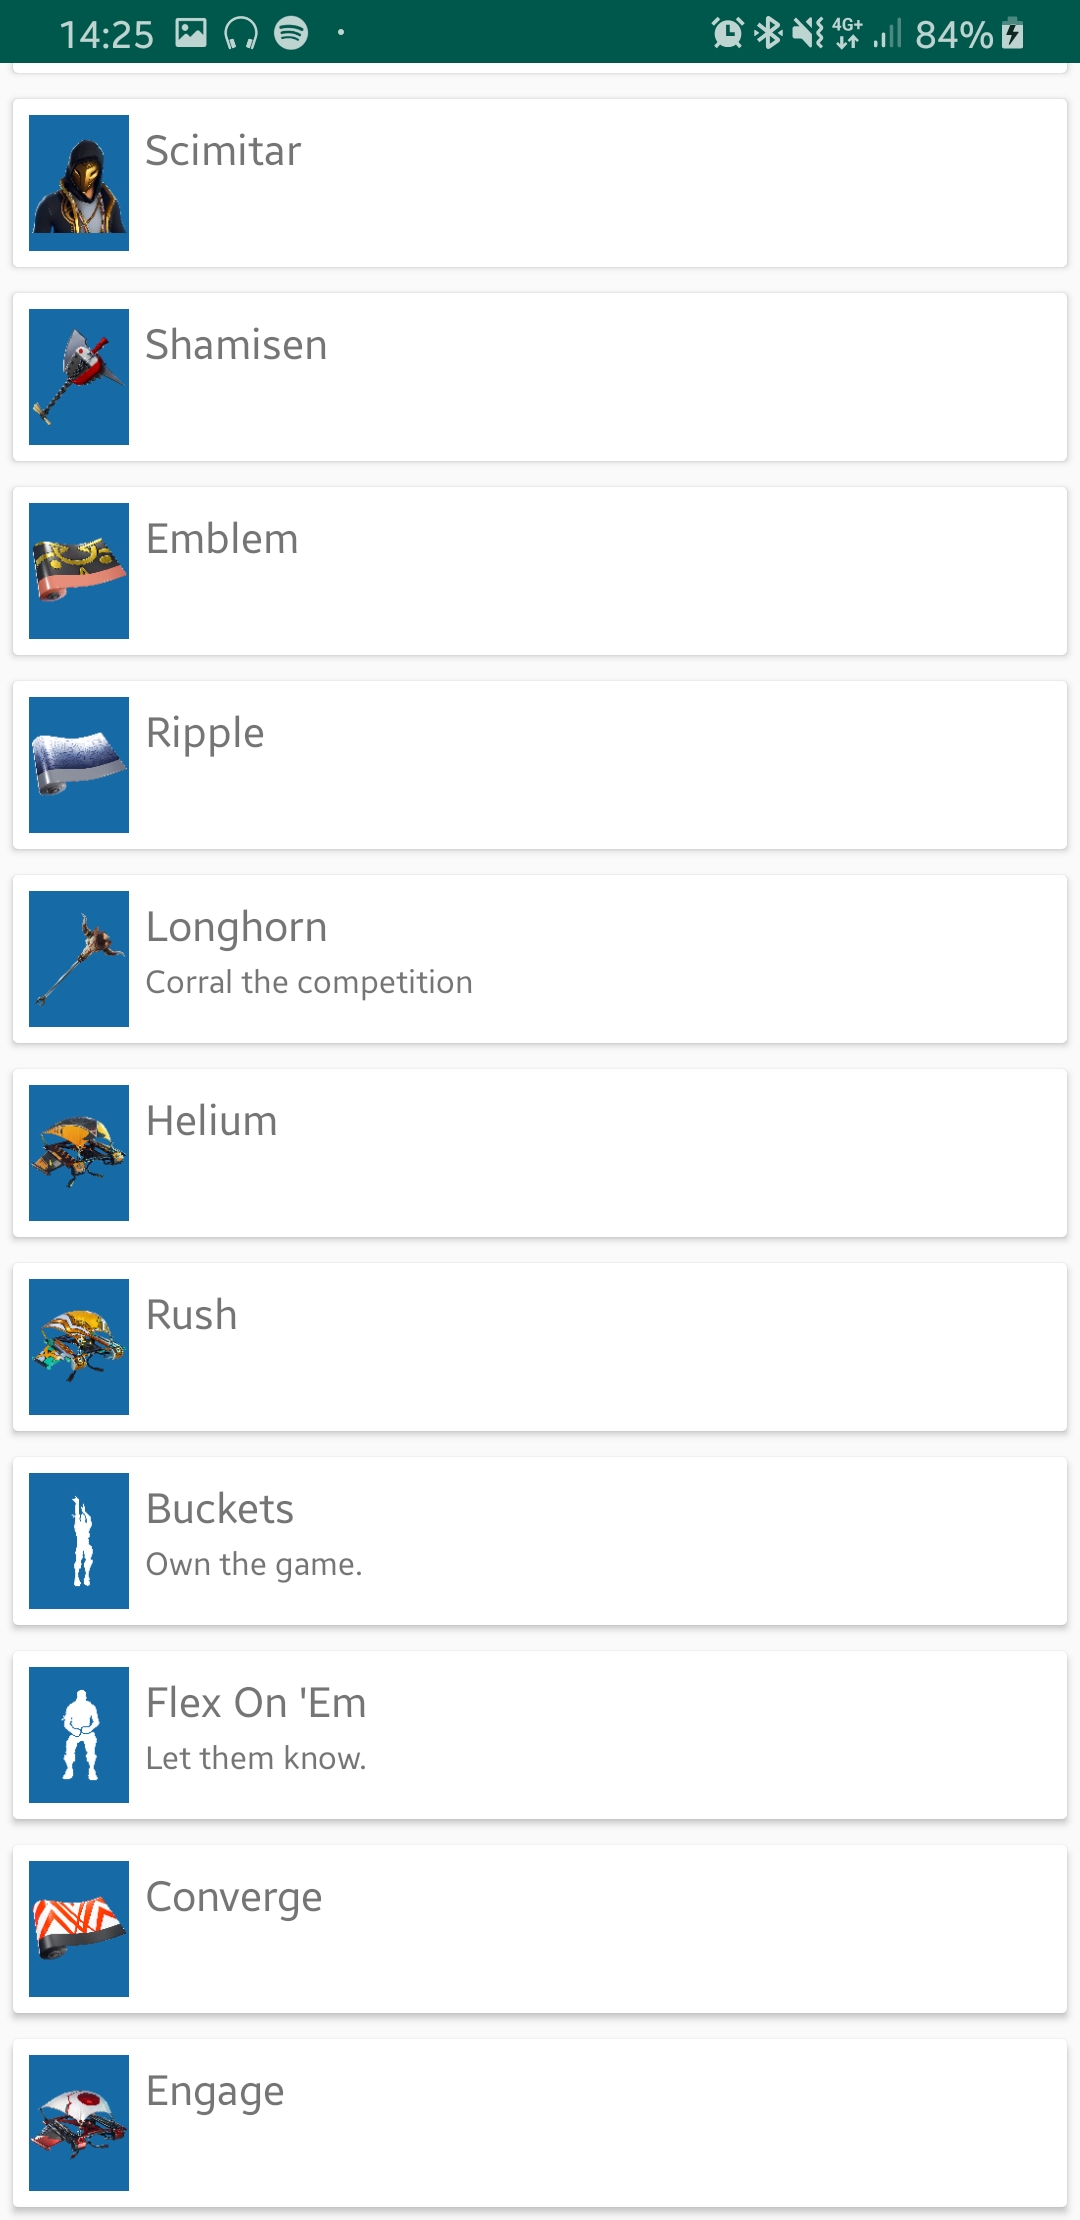 14:25 4G+ 84%
Scimitar
Shamisen
Emblem
Ripple
Longhorn
Corral the competition
Helium
Rush
Buckets
Own the game.
Flex On 'Em
Let them know.
Converge
Engage